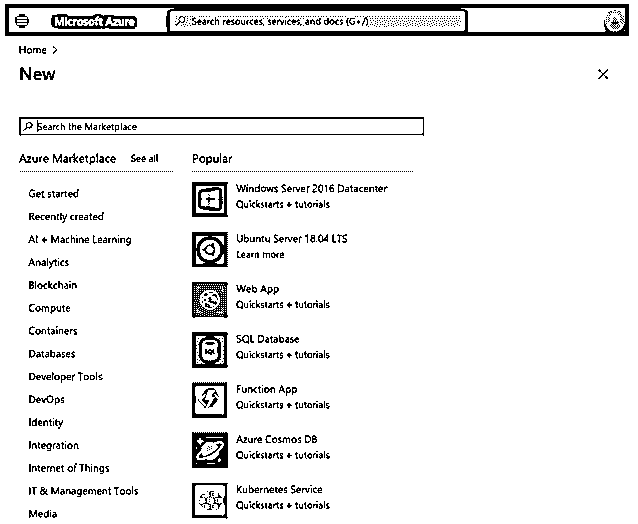 Microsoft Azure
Search resources, services, and docs (G+/)
Home >
New
Search the Marketplace
Azure Marketplace See all
Get started
Recently created
AI + Machine Learning
Analytics
Blockchain
Compute
Containers
Databases
Developer Tools
DevOps
Identity
Integration
Internet of Things
IT & Management Tools
Media
Popular
Windows Server 2016 Datacenter
Quickstarts + tutorials
Ubuntu Server 18.04 LTS
Learn more
Web App
Quickstarts + tutorials
SQL
SQL Database
Quickstarts + tutorials
Function App
Quickstarts + tutorials
Azure Cosmos DB
Quickstarts + tutorials
Kubernetes Service
Quickstarts + tutorials